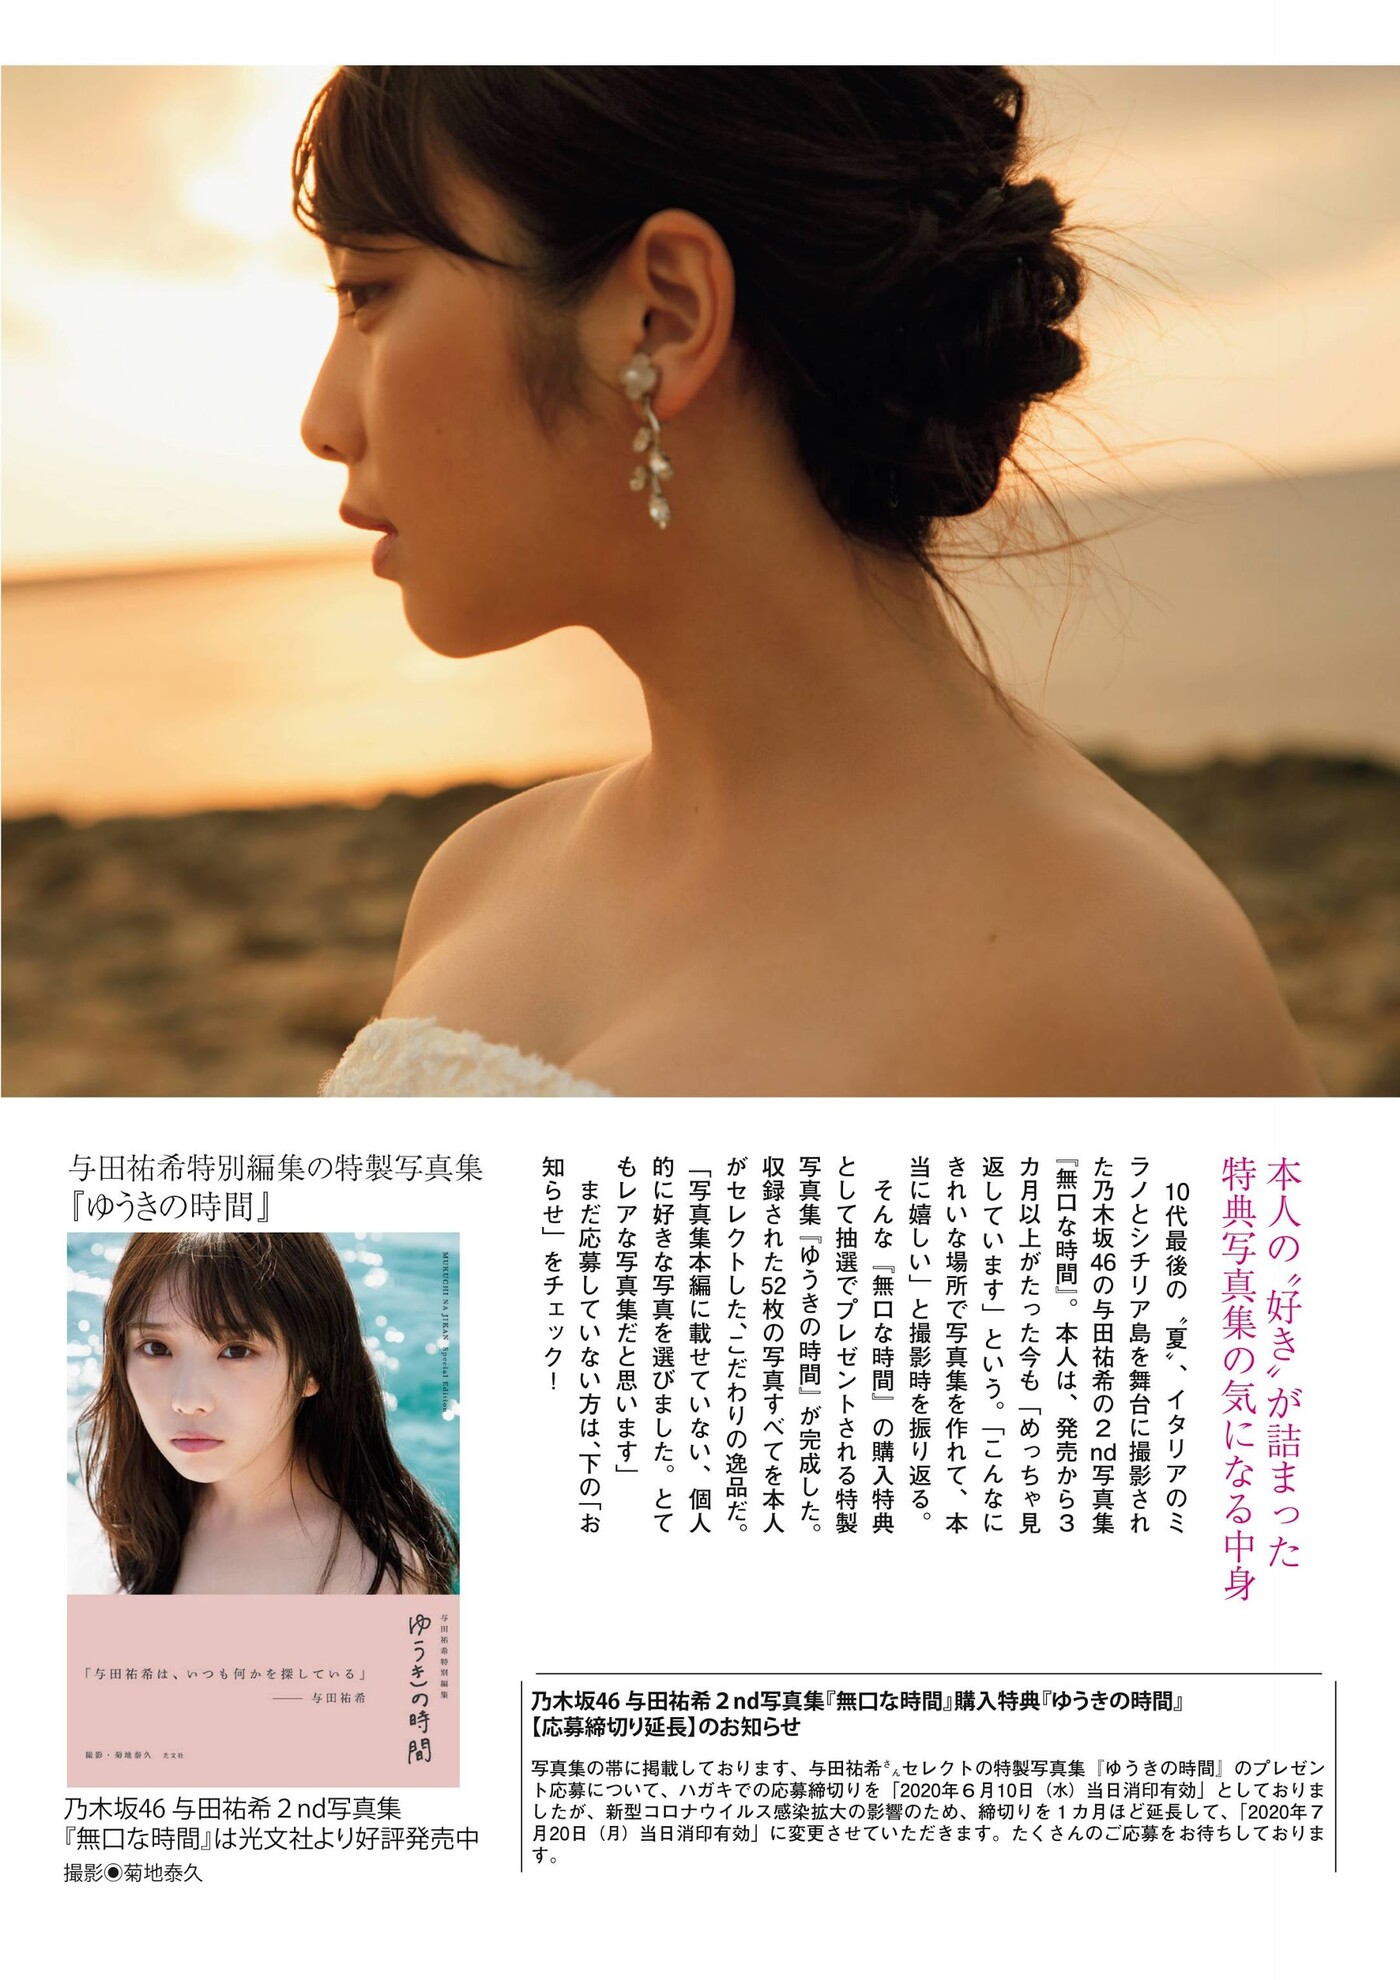 本人の〝好き〟が詰まった
特典写真集の気になる中身
10代最後の〝夏〟、イタリアのミ
ラノとシチリア島を舞台に撮影され
た乃木坂46の与田祐希の２nd写真集
『無口な時間』。本人は、発売から３
カ月以上がたった今も「めっちゃ見
返しています」という。「こんなに
きれいな場所で写真集を作れて、本
当に嬉しい」と撮影時を振り返る。
そんな『無口な時間』の購入特典
として抽選でプレゼントされる特製
写真集『ゆうきの時間』が完成した。
収録された52枚の写真すべてを本人
がセレクトした、こだわりの逸品だ。
「写真集本編に載せていない、個人
的に好きな写真を選びました。とて
もレアな写真集だと思います」
まだ応募していない方は、下の「お
知らせ」をチェック！
与田祐希特別編集の特製写真集
『ゆうきの時間』
MUKUCHI NA JIKAN Special Edition
与田祐希特別編集
ゆうきの時間
「与田祐希は、いつも何かを探している」
―― 与田祐希
撮影・菊地泰久 光文社
乃木坂46 与田祐希２nd写真集
『無口な時間』は光文社より好評発売中
撮影◉菊地泰久
乃木坂46 与田祐希２nd写真集『無口な時間』購入特典『ゆうきの時間』
【応募締切り延長】のお知らせ
写真集の帯に掲載しております、与田祐希さんセレクトの特製写真集『ゆうきの時間』のプレゼン
ト応募について、ハガキでの応募締切りを「2020年６月10日（水）当日消印有効」としておりま
したが、新型コロナウイルス感染拡大の影響のため、締切りを１カ月ほど延長して、「2020年７
月20日（月）当日消印有効」に変更させていただきます。たくさんのご応募をお待ちしておりま
す。